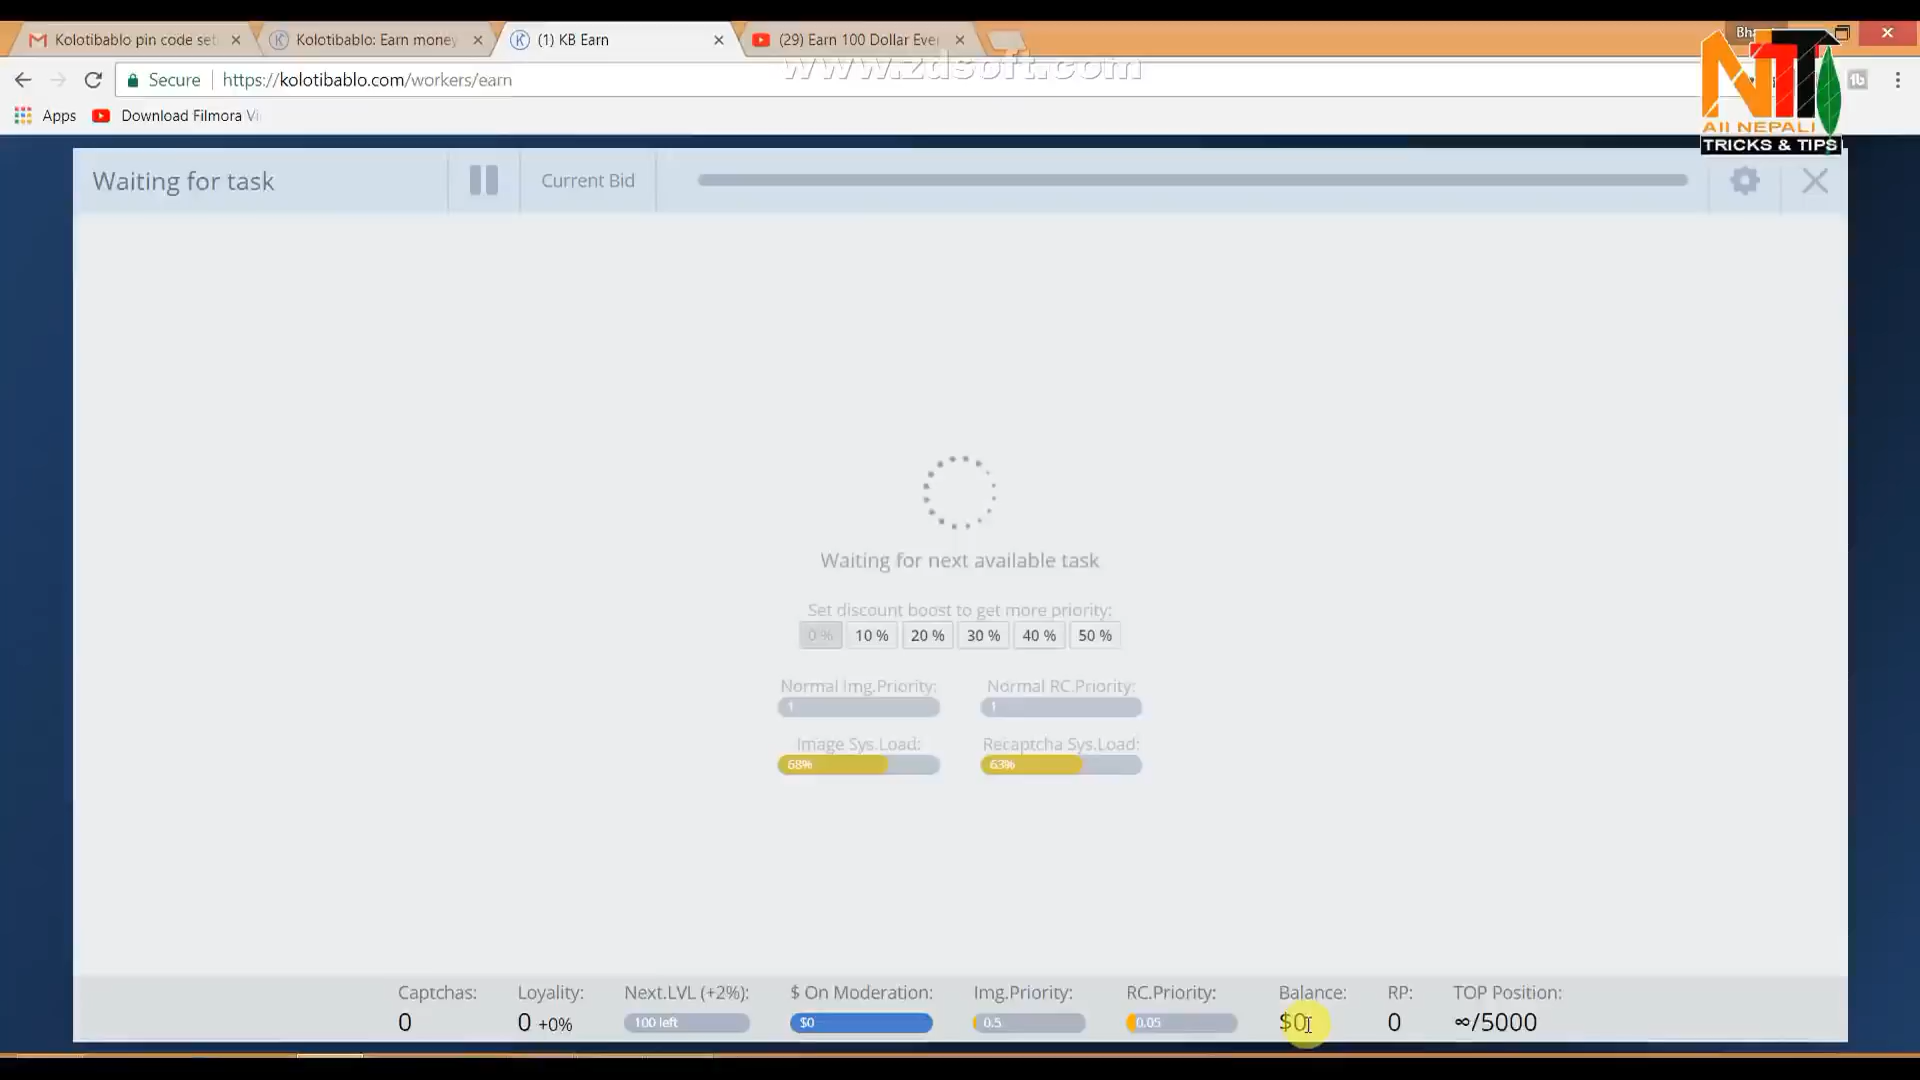 Kolotibablo pin code set
Kolotibablo: Earn money
(1) KB Earn
(29) Earn 100 Dollar Eve
Secure
https://kolotibablo.com/workers/earn
www.zdsoft.com
Apps
Download Filmora Vi
NTT
All NEPALI
TRICKS & TIPS
Waiting for task
Current Bid
Waiting for next available task
Set discount boost to get more priority:
0 % 10 % 20 % 30 % 40 % 50 %
Normal Img.Priority: Normal RC.Priority:
1 1
Image Sys.Load: Recaptcha Sys.Load:
68% 63%
Captchas: Loyality: Next.LVL (+2%): $ On Moderation: Img.Priority: RC.Priority: Balance: RP: TOP Position:
0 0 +0% 100 left $0 0.5 0.05 $0 0 ∞/5000